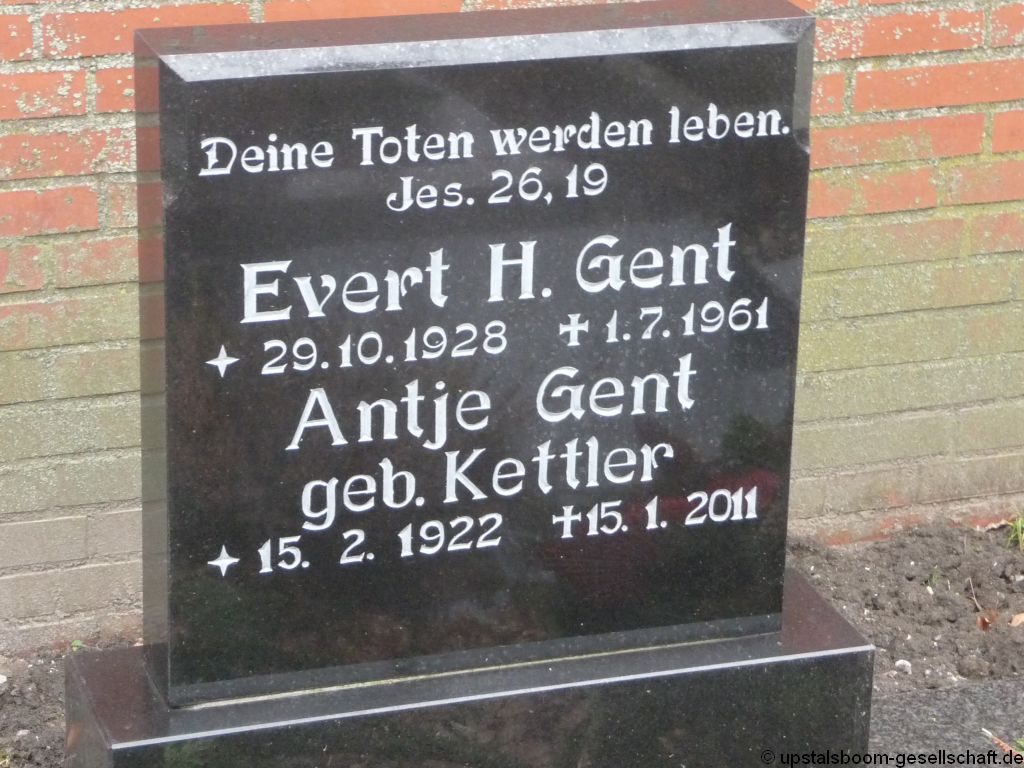 Deine Toten werden leben.
Jes. 26, 19
Evert H. Gent
29.10.1928 1.7.1961
Antje Gent
geb. Kettler
15. 2. 1922 15. 1. 2011
© upstalsboom-gesellschaft.de